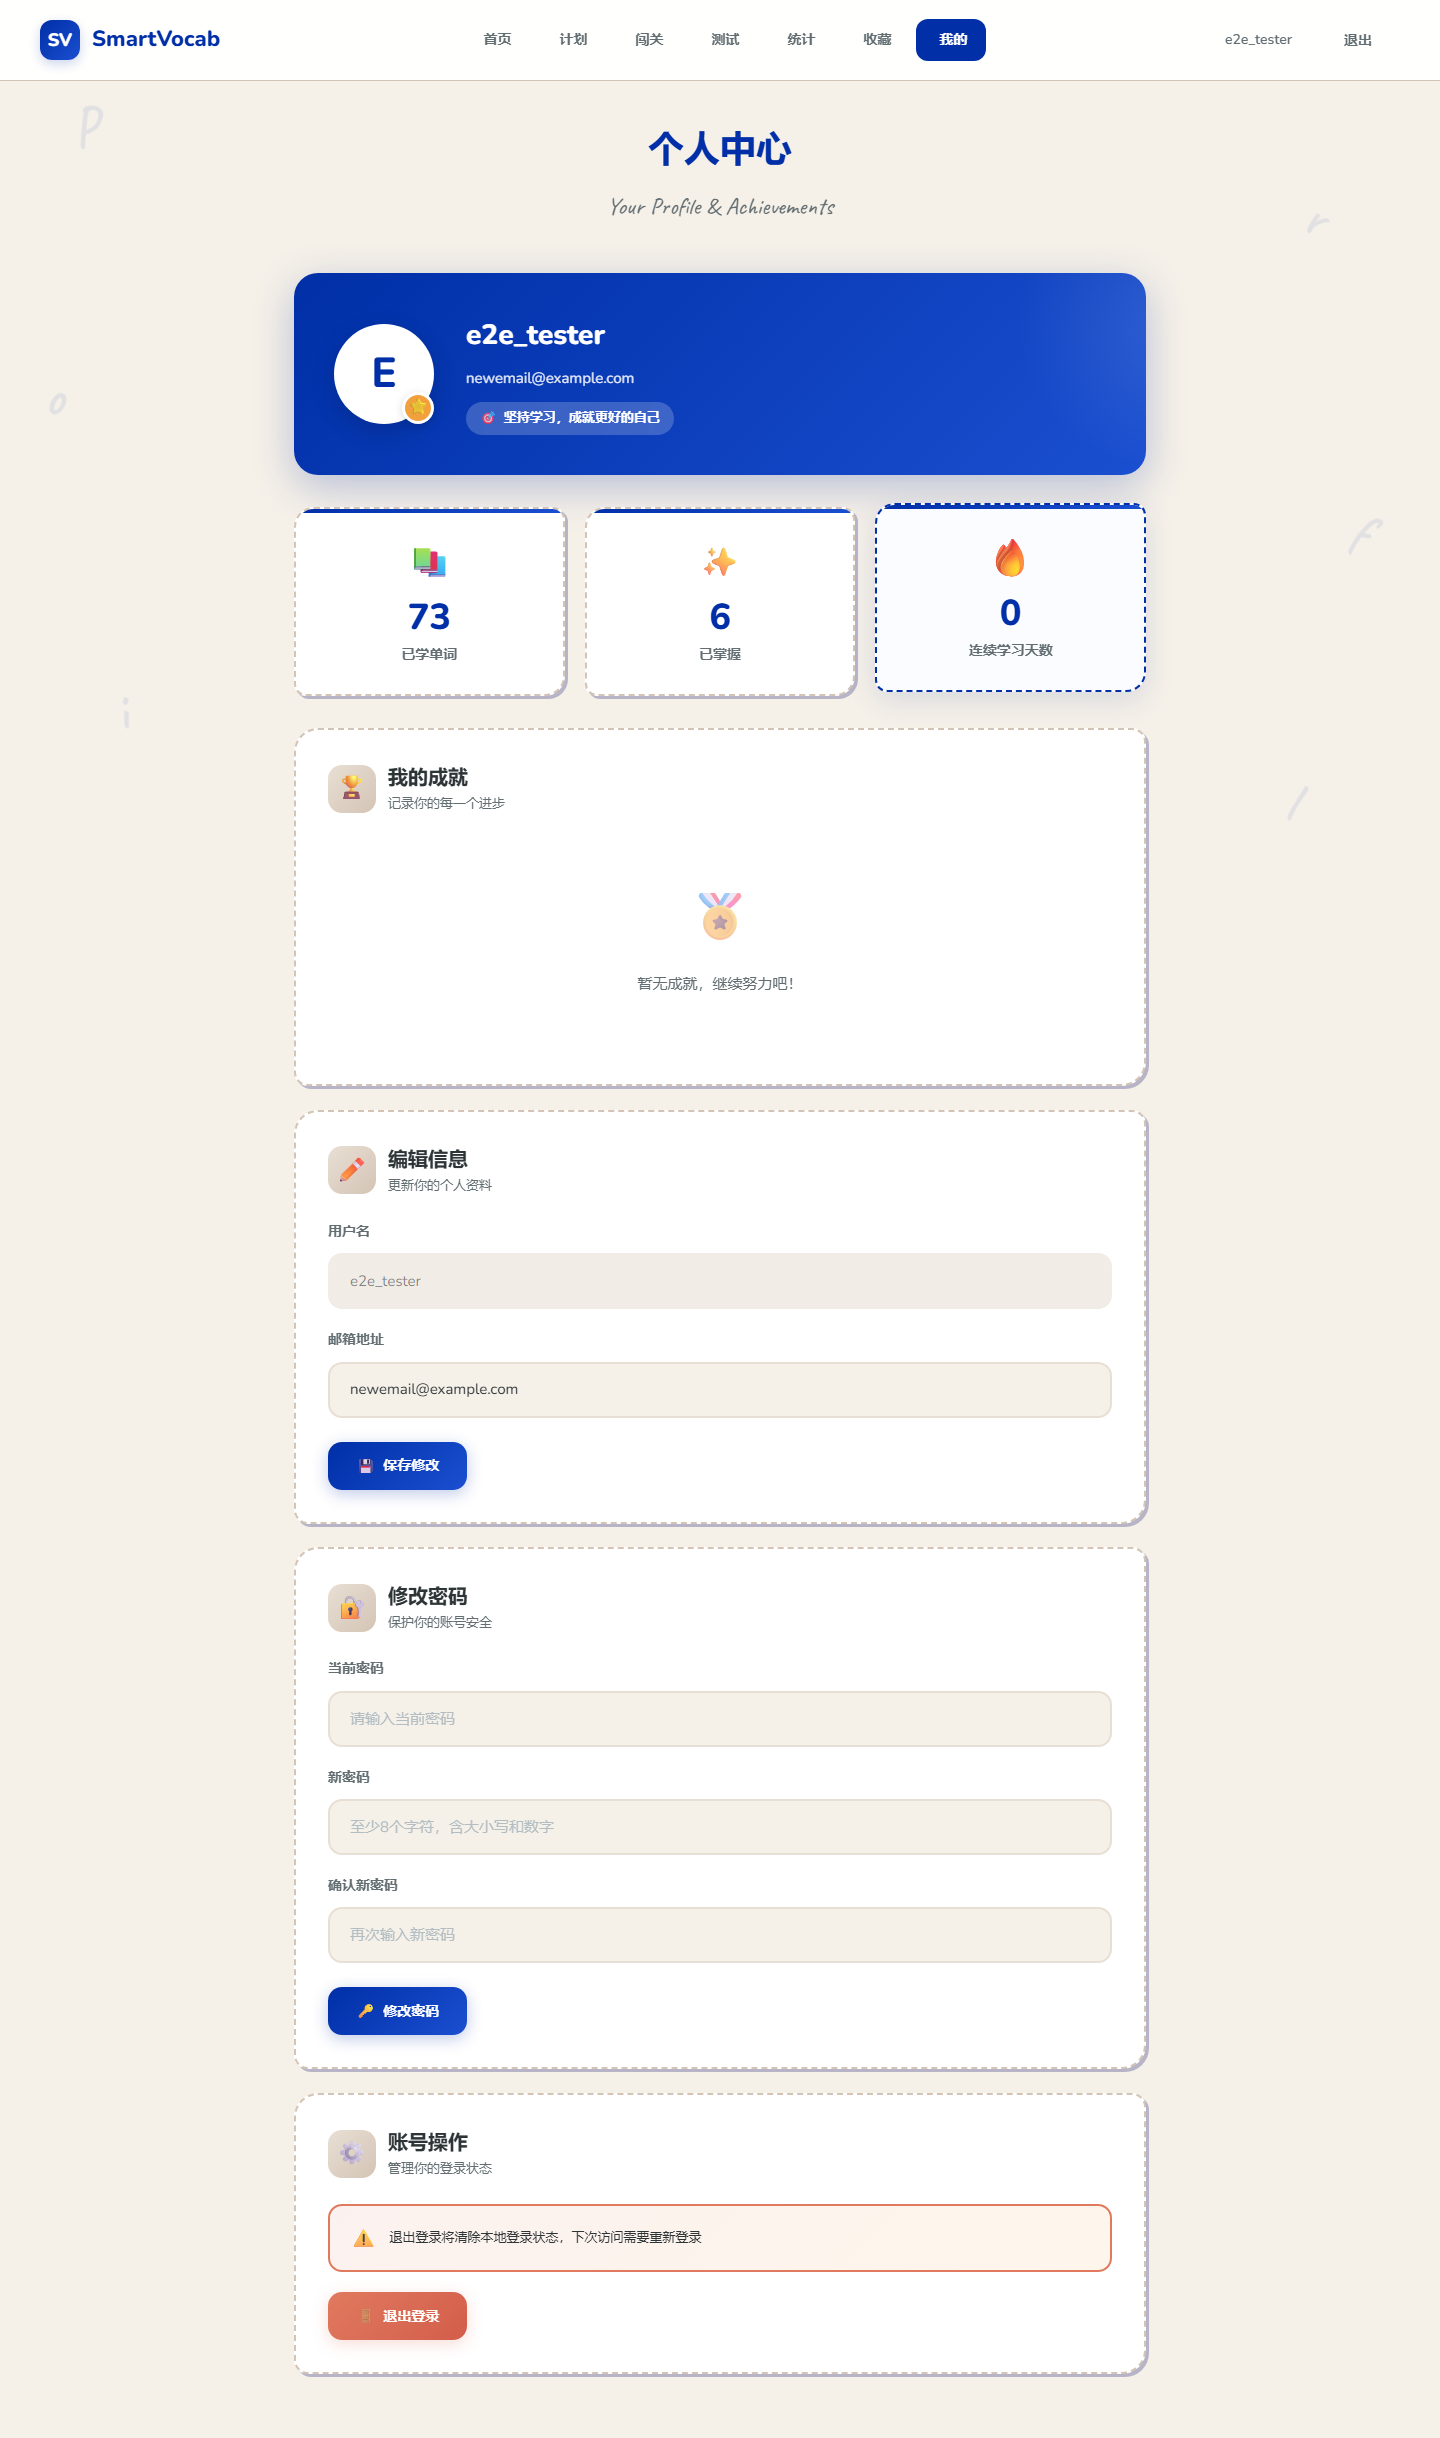 SV SmartVocab 首页 计划 闯关 测试 统计 收藏 我的 e2e_tester 退出
P
个人中心
Your Profile & Achievements
r
e2e_tester
E
newemail@example.com
o
坚持学习，成就更好的自己
F
73 6 0
已学单词 已掌握 连续学习天数
i
我的成就
记录你的每一个进步
l
暂无成就，继续努力吧！
编辑信息
更新你的个人资料
用户名
e2e_tester
邮箱地址
newemail@example.com
保存修改
修改密码
保护你的账号安全
当前密码
请输入当前密码
新密码
至少8个字符，含大小写和数字
确认新密码
再次输入新密码
修改密码
账号操作
管理你的登录状态
退出登录将清除本地登录状态，下次访问需要重新登录
退出登录